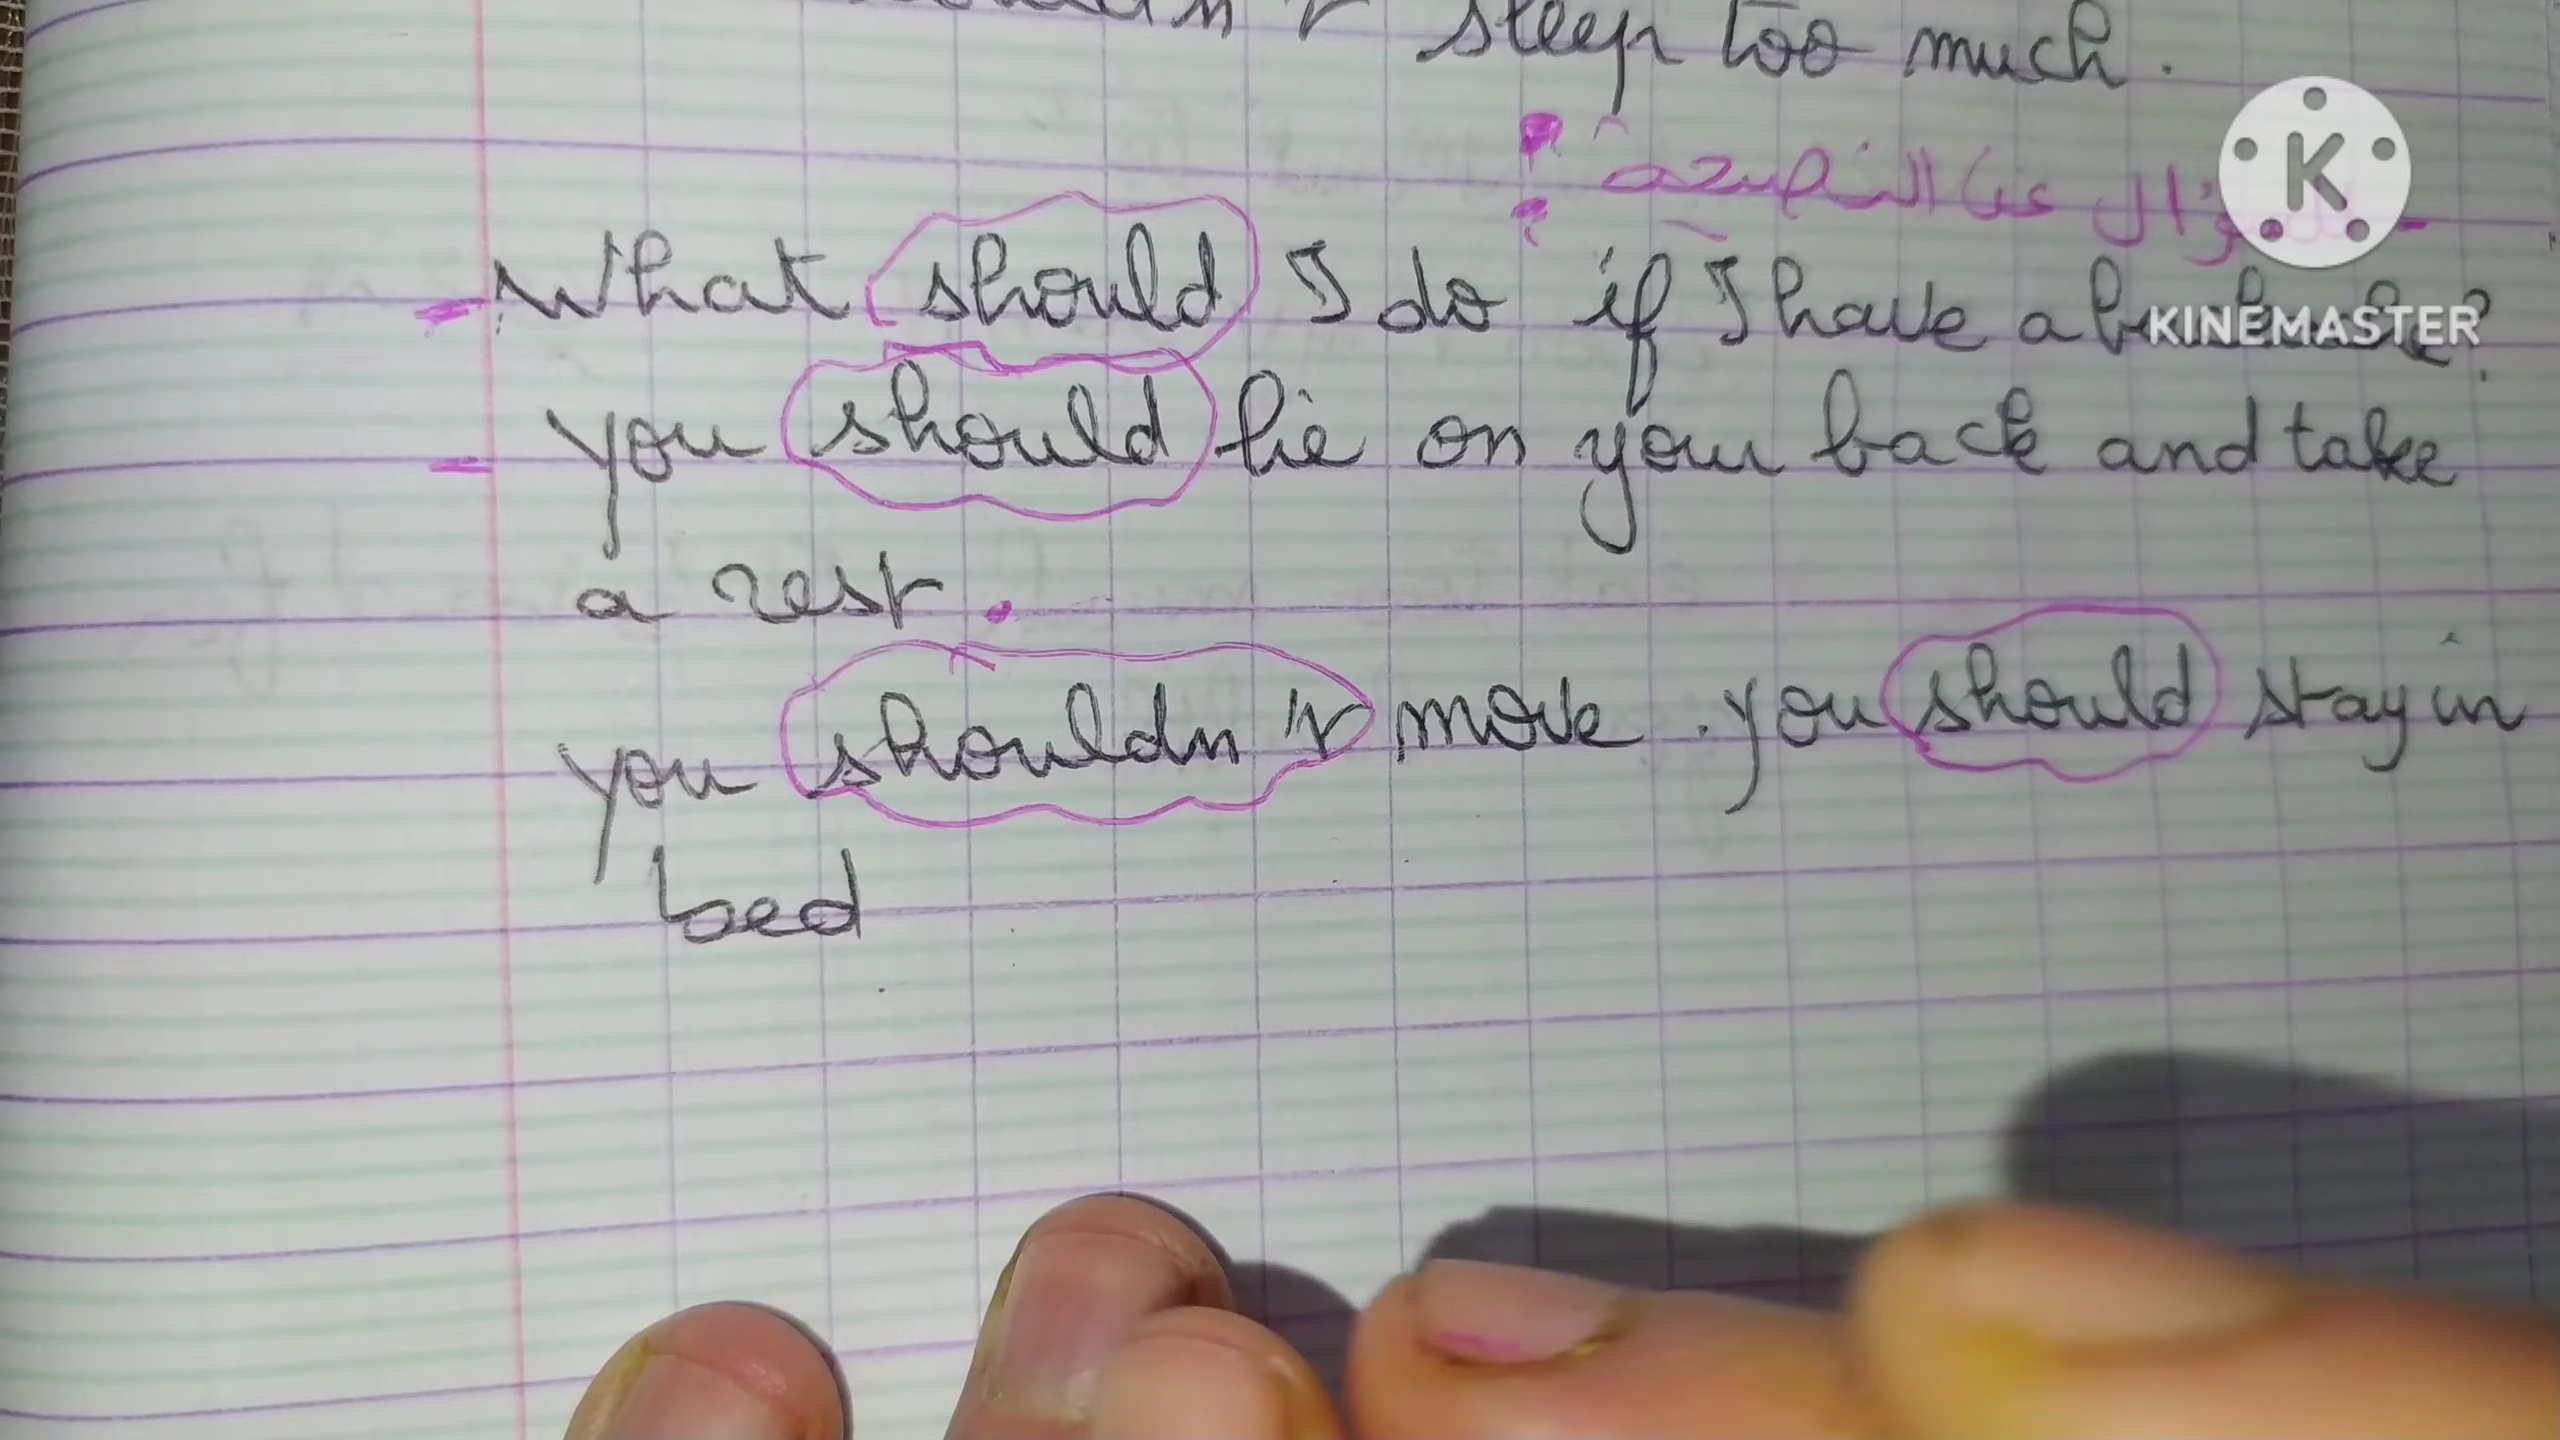 sleep too much.
السؤال عن النصيحة :
- What should I do if I have a
KINEMASTER
- you should lie on your back and take
a rest.
you shouldn't move. you should stay in
bed